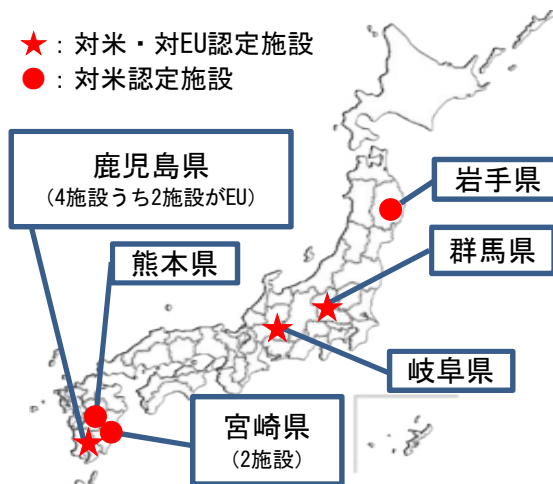 ★：対米・対EU認定施設
●：対米認定施設
鹿児島県
（4施設うち2施設がEU）
岩手県
熊本県
群馬県
岐阜県
宮崎県
（2施設）